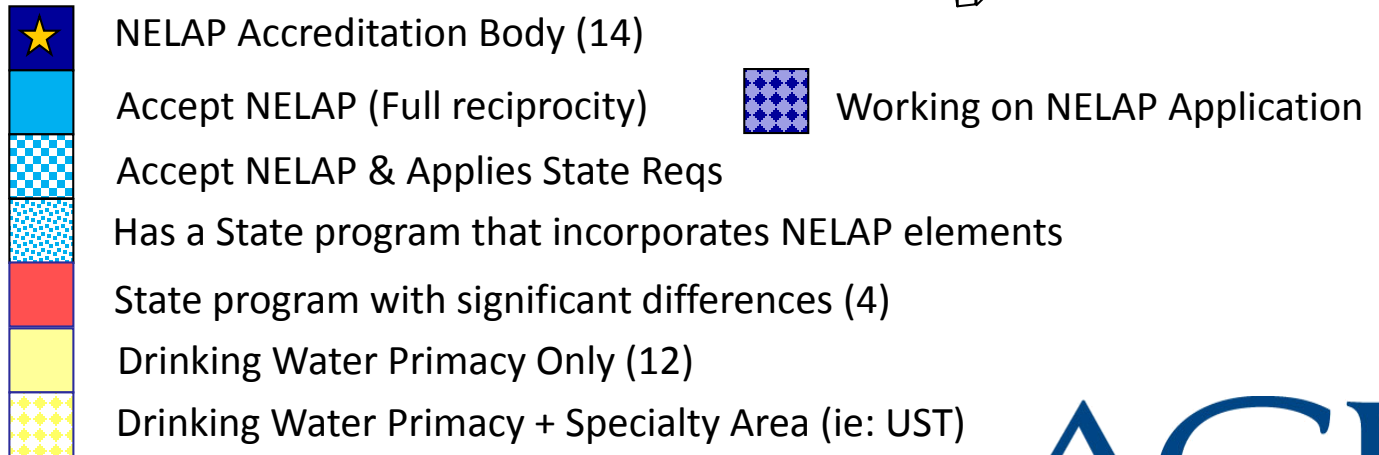 NELAP Accreditation Body (14)
Accept NELAP (Full reciprocity)
Working on NELAP Application
Accept NELAP & Applies State Reqs
Has a State program that incorporates NELAP elements
State program with significant differences (4)
Drinking Water Primacy Only (12)
Drinking Water Primacy + Specialty Area (ie: UST)